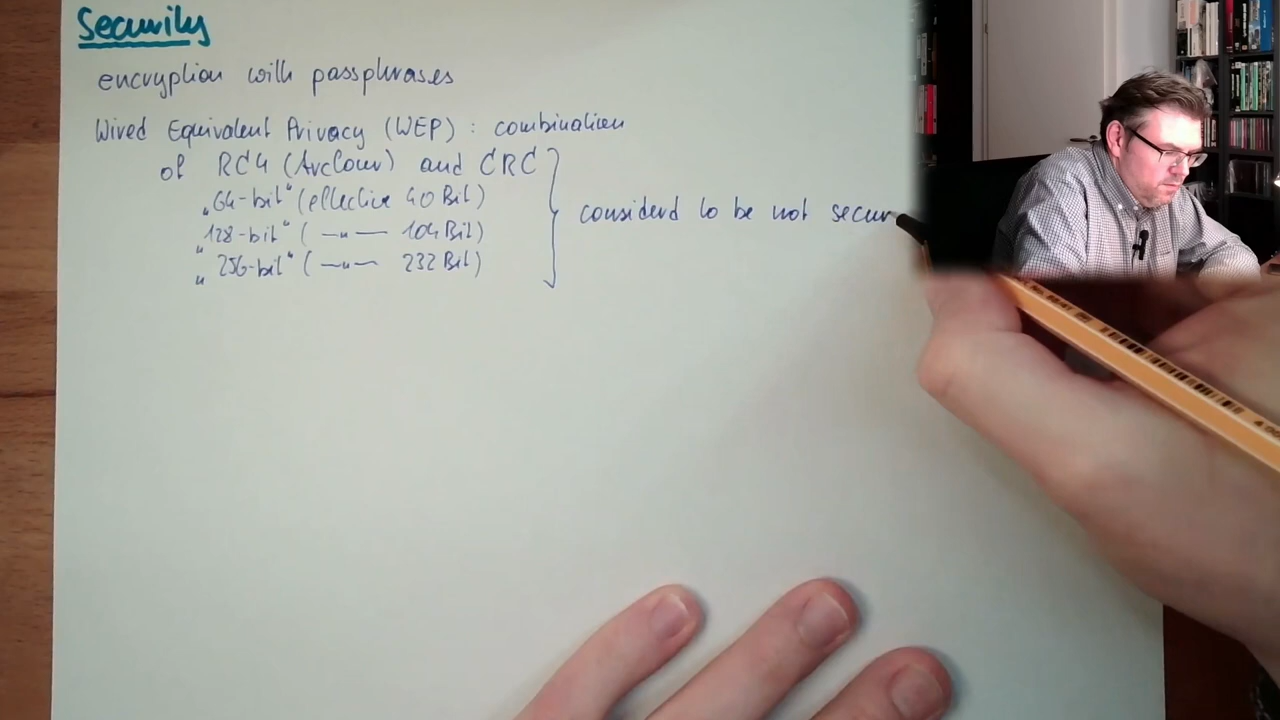 Security
encryption with passphrases
Wired Equivalent Privacy (WEP) : combination
of RC4 (ArcFour) and CRC
„64-bit“ (effective 40 Bit)
„128-bit“ ( —„— 104 Bit)
„256-bit“ ( —„— 232 Bit)
considerd to be not secur